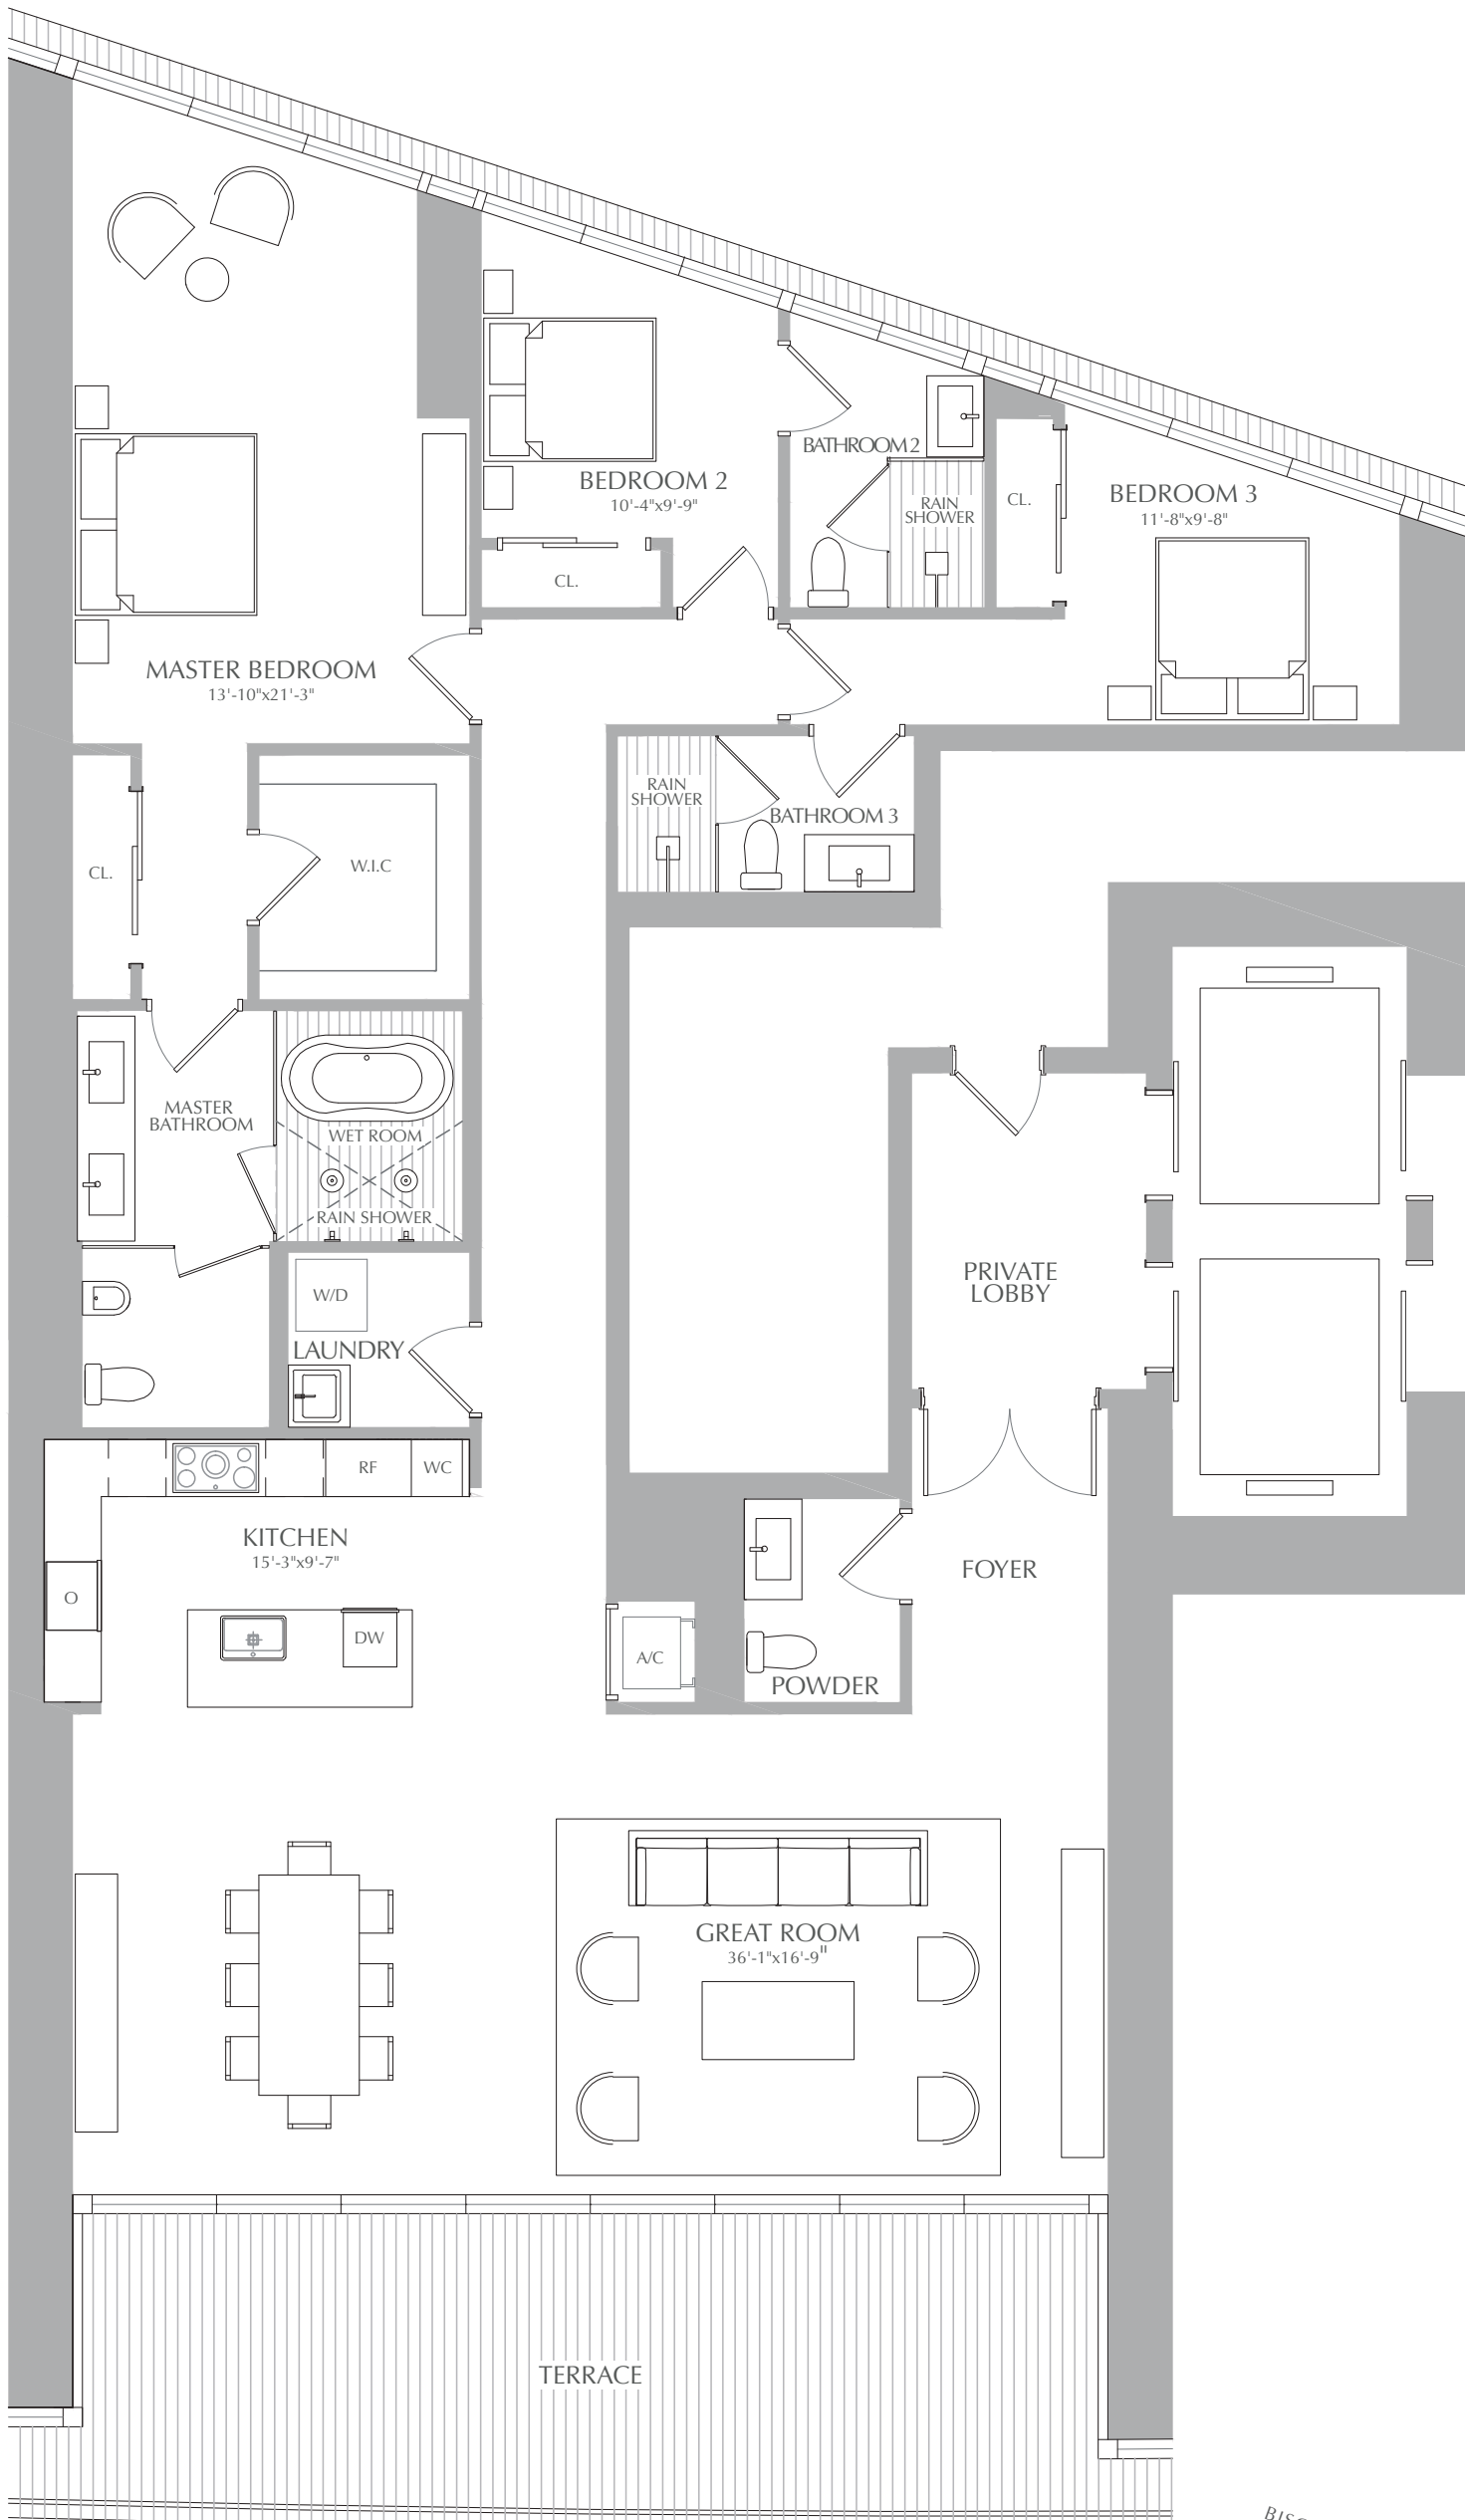 BEDROOM 2
10'-4"x9'-9"
CL.
BATHROOM 2
RAIN
SHOWER
CL.
BEDROOM 3
11'-8"x9'-8"
MASTER BEDROOM
13'-10"x21'-3"
CL.
W.I.C
RAIN
SHOWER
BATHROOM 3
MASTER
BATHROOM
WET ROOM
RAIN SHOWER
W/D
LAUNDRY
PRIVATE
LOBBY
RF
WC
KITCHEN
15'-3"x9'-7"
O
DW
A/C
POWDER
FOYER
GREAT ROOM
36'-1"x16'-9"
TERRACE